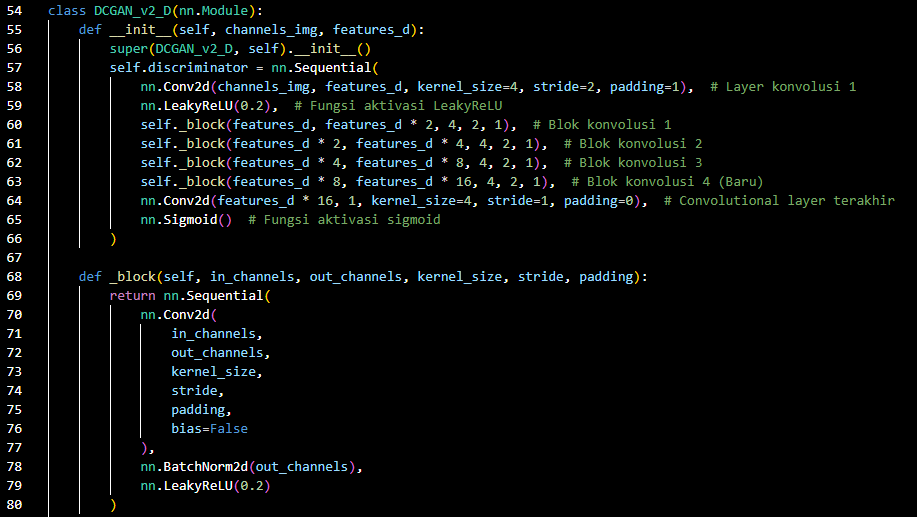 54 class DCGAN_v2_D(nn.Module):
55     def __init__(self, channels_img, features_d):
56         super(DCGAN_v2_D, self).__init__()
57         self.discriminator = nn.Sequential(
58             nn.Conv2d(channels_img, features_d, kernel_size=4, stride=2, padding=1),  # Layer konvolusi 1
59             nn.LeakyReLU(0.2),  # Fungsi aktivasi LeakyReLU
60             self._block(features_d, features_d * 2, 4, 2, 1),  # Blok konvolusi 1
61             self._block(features_d * 2, features_d * 4, 4, 2, 1),  # Blok konvolusi 2
62             self._block(features_d * 4, features_d * 8, 4, 2, 1),  # Blok konvolusi 3
63             self._block(features_d * 8, features_d * 16, 4, 2, 1),  # Blok konvolusi 4 (Baru)
64             nn.Conv2d(features_d * 16, 1, kernel_size=4, stride=1, padding=0),  # Convolutional layer terakhir
65             nn.Sigmoid()  # Fungsi aktivasi sigmoid
66         )
67
68     def _block(self, in_channels, out_channels, kernel_size, stride, padding):
69         return nn.Sequential(
70             nn.Conv2d(
71                 in_channels,
72                 out_channels,
73                 kernel_size,
74                 stride,
75                 padding,
76                 bias=False
77             ),
78             nn.BatchNorm2d(out_channels),
79             nn.LeakyReLU(0.2)
80         )